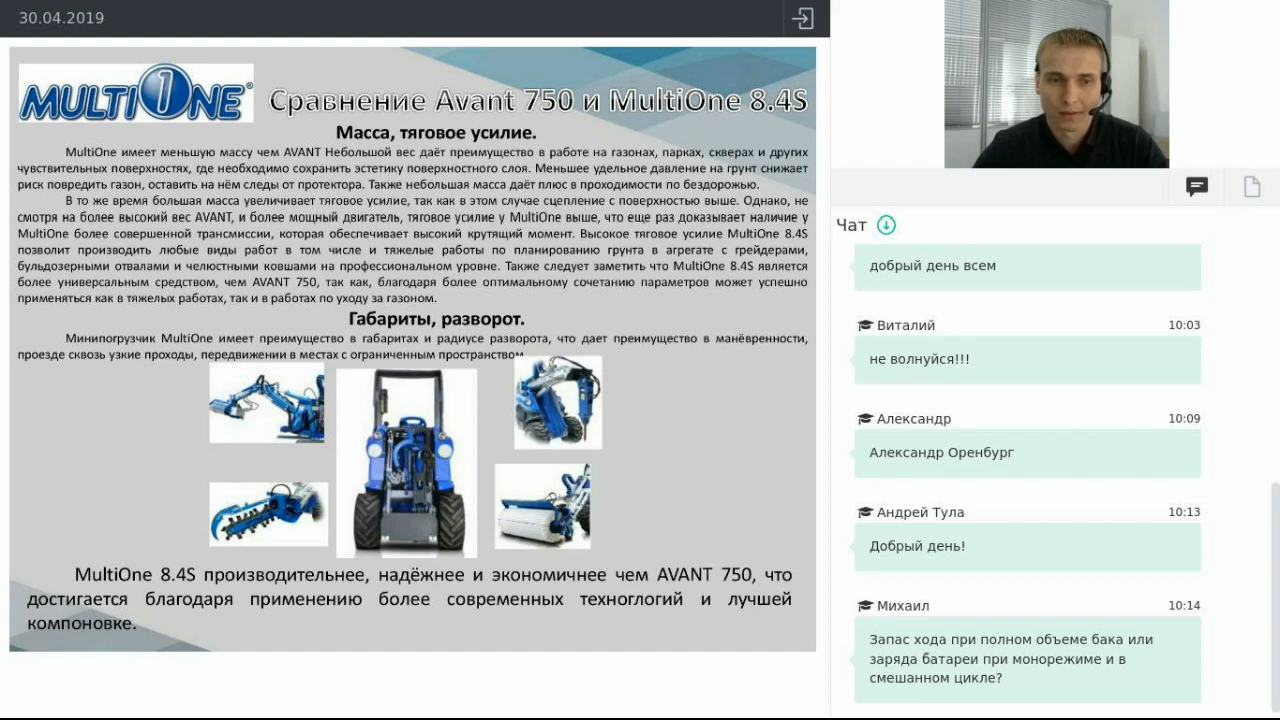 30.04.2019
MULTIONE®
Сравнение Avant 750 и MultiOne 8.4S
Масса, тяговое усилие.
MultiOne имеет меньшую массу чем AVANT Небольшой вес даёт преимущество в работе на газонах, парках, скверах и других
чувствительных поверхностях, где необходимо сохранить эстетику поверхностного слоя. Меньшее удельное давление на грунт снижает
риск повредить газон, оставить на нём следы от протектора. Также небольшая масса даёт плюс в проходимости по бездорожью.
В то же время большая масса увеличивает тяговое усилие, так как в этом случае сцепление с поверхностью выше. Однако, не
смотря на более высокий вес AVANT, и более мощный двигатель, тяговое усилие у MultiOne выше, что еще раз доказывает наличие у
MultiOne более совершенной трансмиссии, которая обеспечивает высокий крутящий момент. Высокое тяговое усилие MultiOne 8.4S
позволит производить любые виды работ в том числе и тяжелые работы по планированию грунта в агрегате с грейдерами,
бульдозерными отвалами и челюстными ковшами на профессиональном уровне. Также следует заметить что MultiOne 8.4S является
более универсальным средством, чем AVANT 750, так как, благодаря более оптимальному сочетанию параметров может успешно
применяться как в тяжелых работах, так и в работах по уходу за газоном.
Габариты, разворот.
Минипогрузчик MultiOne имеет преимущество в габаритах и радиусе разворота, что дает преимущество в манёвренности,
проезде сквозь узкие проходы, передвижении в местах с ограниченным пространством.
MultiOne 8.4S производительнее, надёжнее и экономичнее чем AVANT 750, что
достигается благодаря применению более современных техноглогий и лучшей
компоновке.
Чат
добрый день всем
Виталий 10:03
не волнуйся!!!
Александр 10:09
Александр Оренбург
Андрей Тула 10:13
Добрый день!
Михаил 10:14
Запас хода при полном объеме бака или
заряда батареи при монорежиме и в
смешанном цикле?